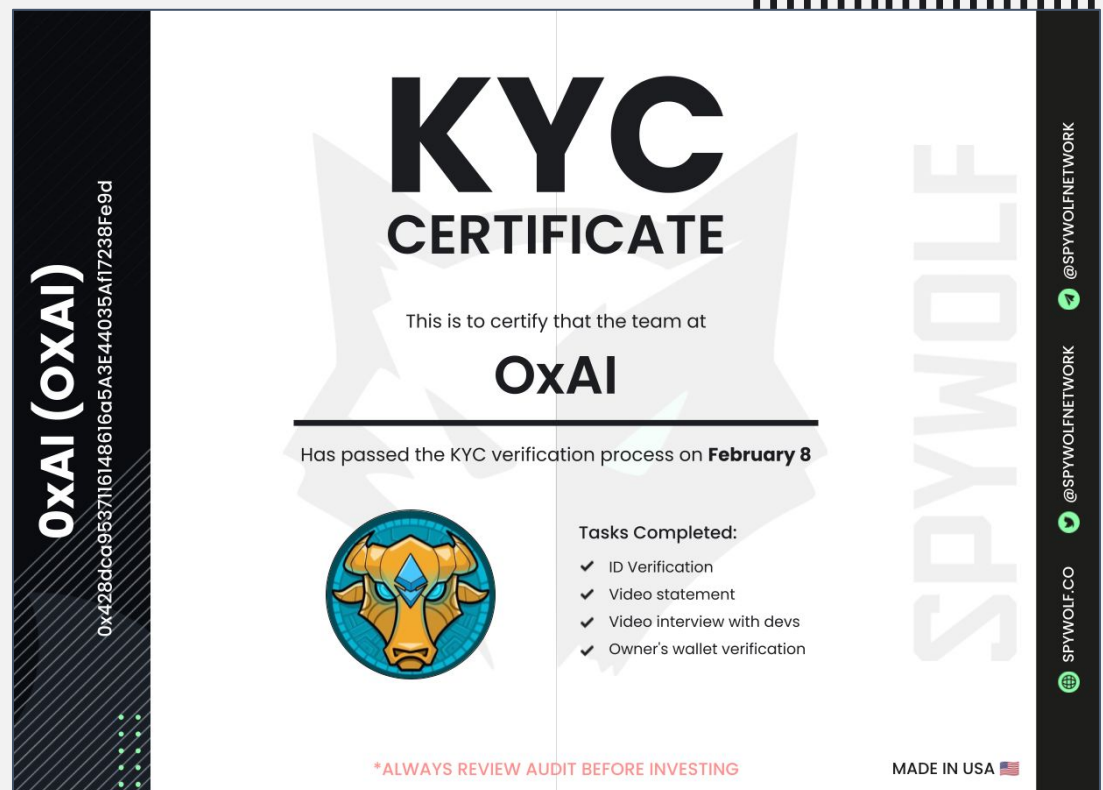 0xAI (OXAI)
0x428dca9537116148616a5A3E44035Af17238Fe9d
KYC
CERTIFICATE
This is to certify that the team at
OxAI
Has passed the KYC verification process on February 8
Tasks Completed:
ID Verification
Video statement
Video interview with devs
Owner's wallet verification
*ALWAYS REVIEW AUDIT BEFORE INVESTING
MADE IN USA 🇺🇸
SPYWOLF
SPYWOLF.CO
@SPYWOLFNETWORK
@SPYWOLFNETWORK